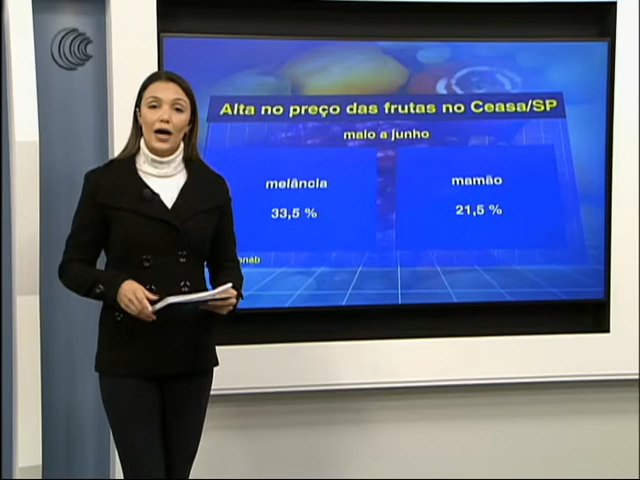 Alta no preço das frutas no Ceasa/SP
maio a junho
melância
33,5 %
mamão
21,5 %